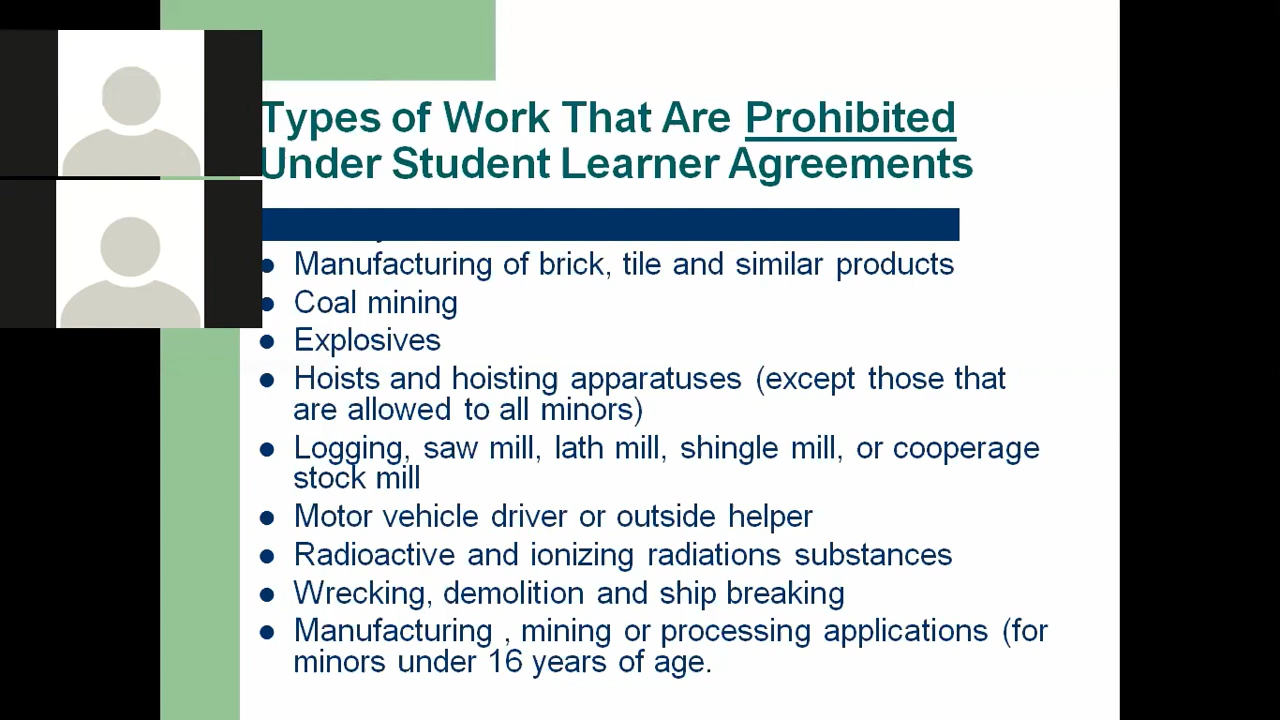 Types of Work That Are Prohibited
Under Student Learner Agreements
• Manufacturing of brick, tile and similar products
• Coal mining
• Explosives
• Hoists and hoisting apparatuses (except those that
are allowed to all minors)
• Logging, saw mill, lath mill, shingle mill, or cooperage
stock mill
• Motor vehicle driver or outside helper
• Radioactive and ionizing radiations substances
• Wrecking, demolition and ship breaking
• Manufacturing , mining or processing applications (for
minors under 16 years of age.